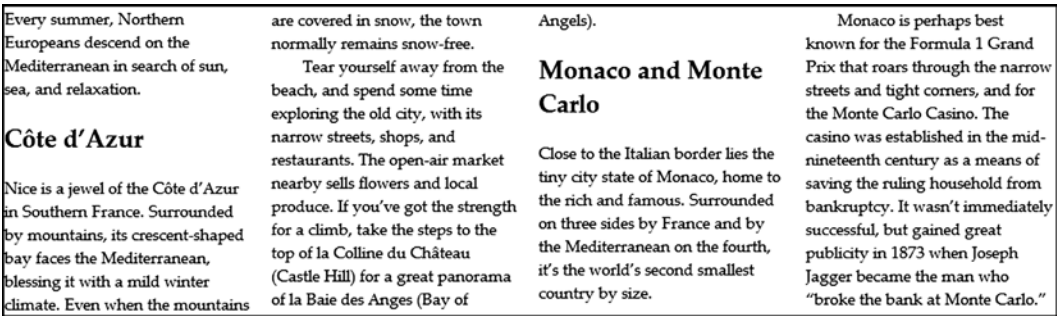 Every summer, Northern
Europeans descend on the
Mediterranean in search of sun,
sea, and relaxation.
Côte d’Azur
Nice is a jewel of the Côte d’Azur
in Southern France. Surrounded
by mountains, its crescent-shaped
bay faces the Mediterranean,
blessing it with a mild winter
climate. Even when the mountains
are covered in snow, the town
normally remains snow-free.
Tear yourself away from the
beach, and spend some time
exploring the old city, with its
narrow streets, shops, and
restaurants. The open-air market
nearby sells flowers and local
produce. If you’ve got the strength
for a climb, take the steps to the
top of la Colline du Château
(Castle Hill) for a great panorama
of la Baie des Anges (Bay of
Angels).
Monaco and Monte
Carlo
Close to the Italian border lies the
tiny city state of Monaco, home to
the rich and famous. Surrounded
on three sides by France and by
the Mediterranean on the fourth,
it’s the world’s second smallest
country by size.
Monaco is perhaps best
known for the Formula 1 Grand
Prix that roars through the narrow
streets and tight corners, and for
the Monte Carlo Casino. The
casino was established in the mid-
nineteenth century as a means of
saving the ruling household from
bankruptcy. It wasn’t immediately
successful, but gained great
publicity in 1873 when Joseph
Jagger became the man who
“broke the bank at Monte Carlo.”